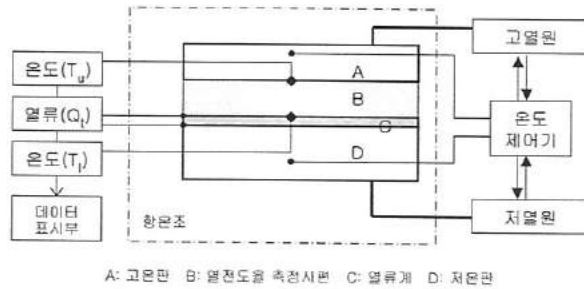 고열원
온도(Tu)
A
B
열류(Qt)
C
온도
제어기
온도(Tl)
D
데이터
표시부
항온조
저열원
A: 고온판 B: 열전도율 측정시편 C: 열류계 D: 저온판